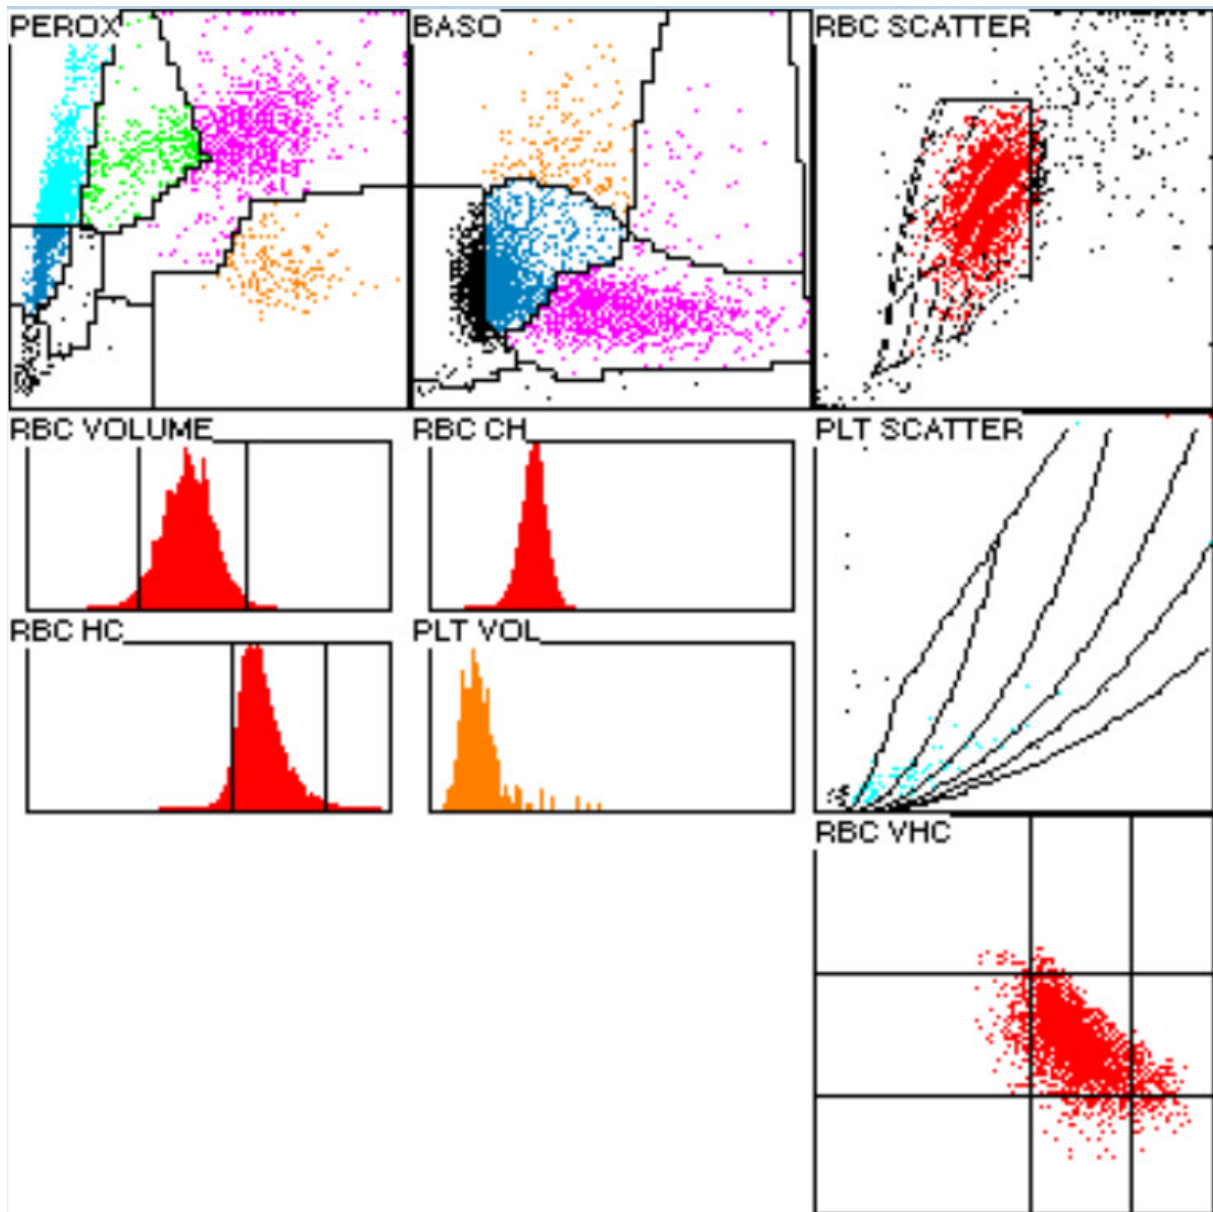 PEROX
BASO
RBC SCATTER
RBC VOLUME
RBC CH
PLT SCATTER
RBC HC
PLT VOL
RBC VHC